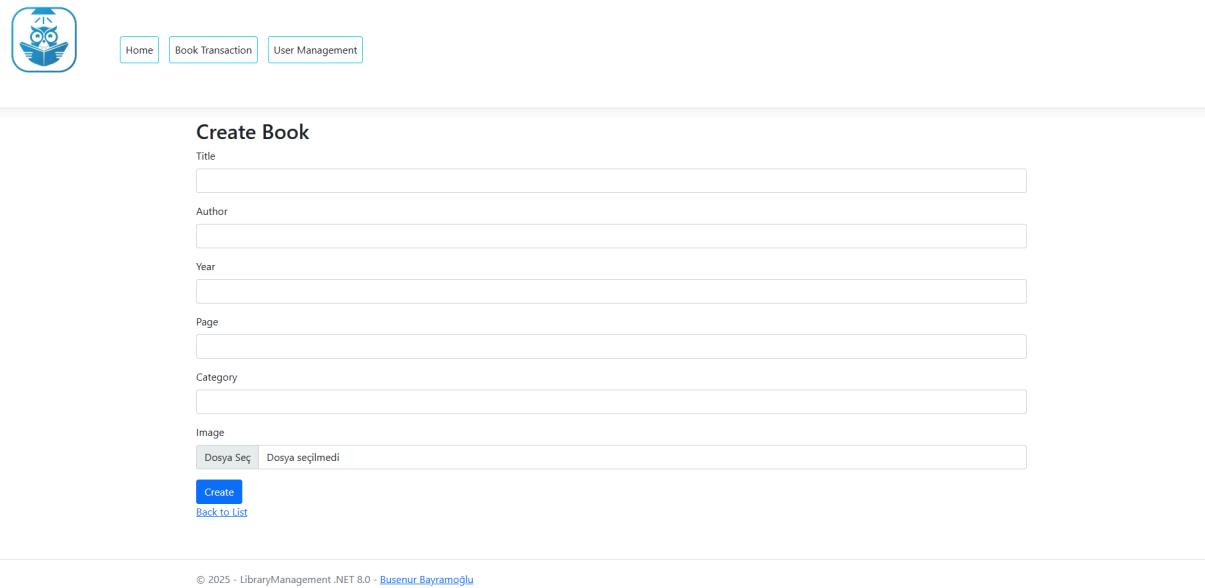 Home Book Transaction User Management
Create Book
Title
Author
Year
Page
Category
Image
Dosya Seç Dosya seçilmedi
Create
Back to List
© 2025 - LibraryManagement .NET 8.0 - Busenur Bayramoğlu